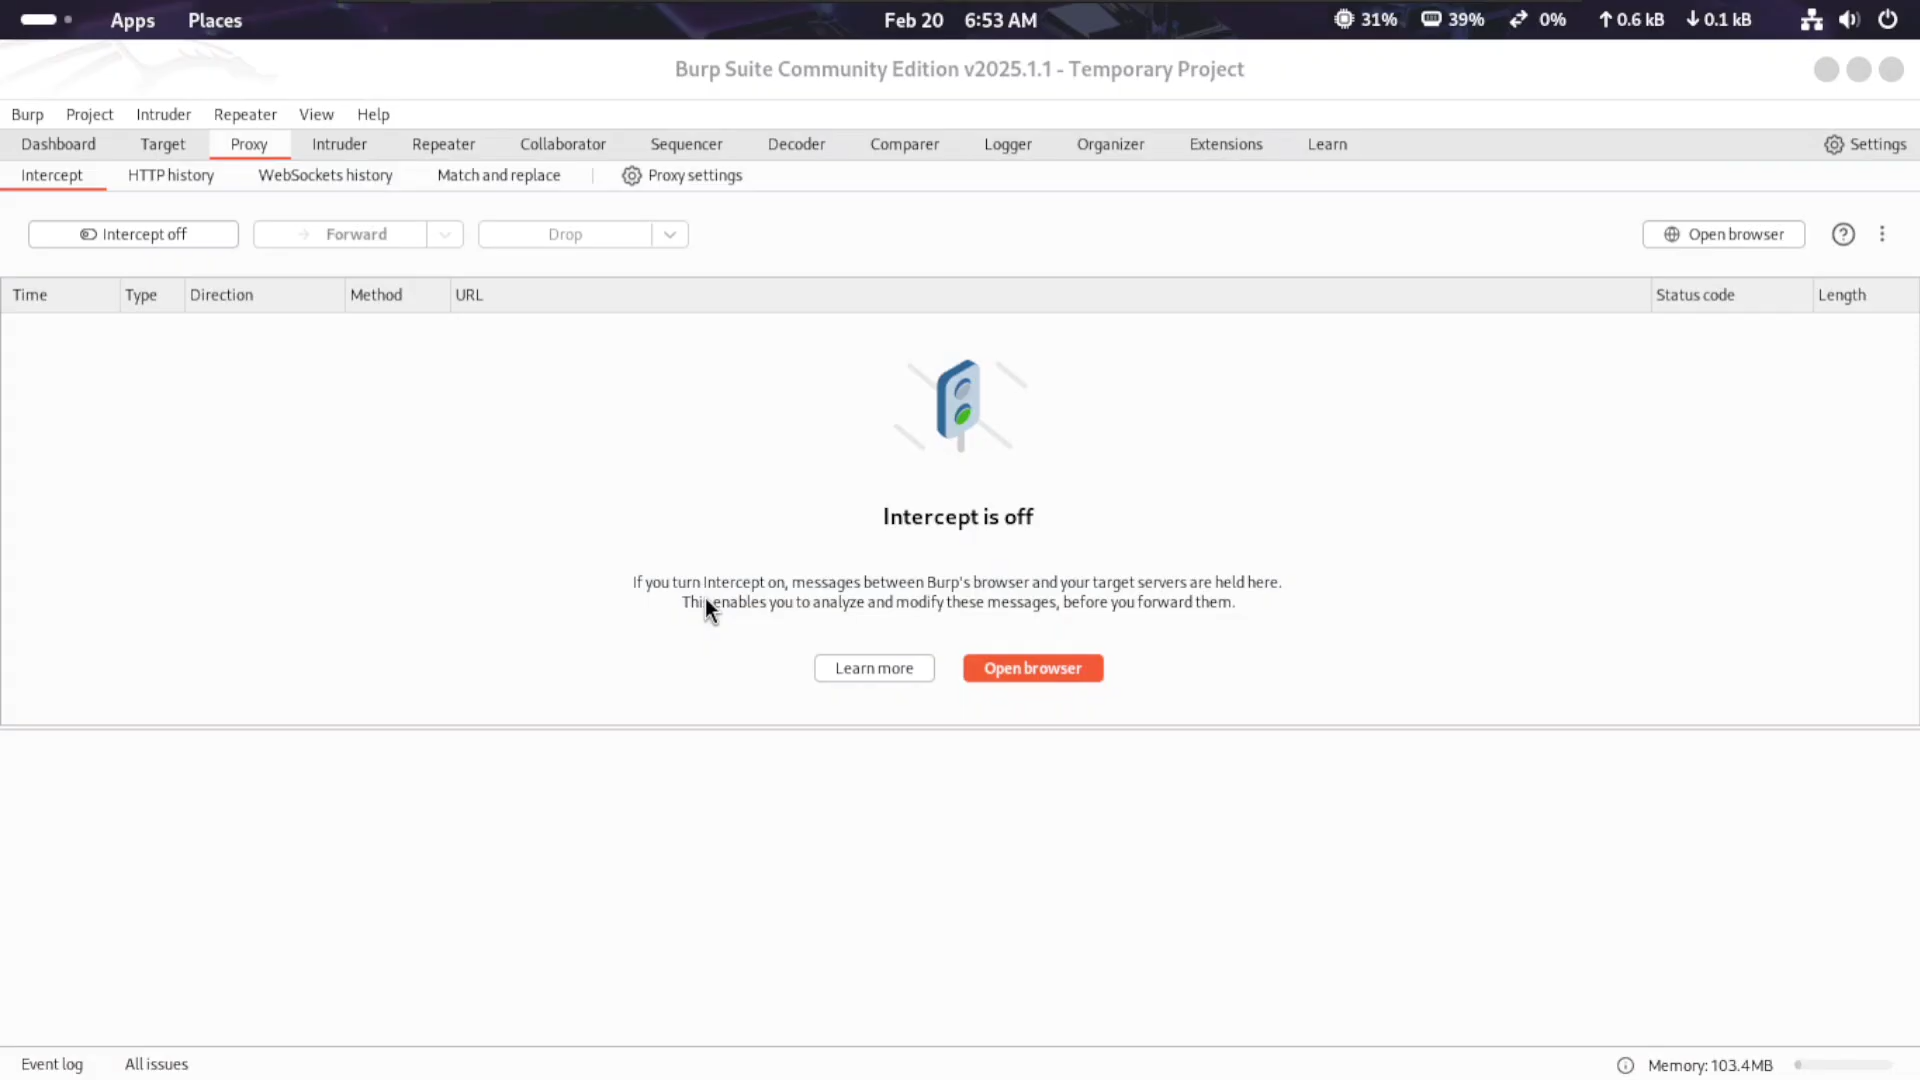 Apps Places Feb 20 6:53 AM 31% 39% 0% 0.6 kB 0.1 kB
Burp Suite Community Edition v2025.1.1 - Temporary Project
Burp Project Intruder Repeater View Help
Dashboard Target Proxy Intruder Repeater Collaborator Sequencer Decoder Comparer Logger Organizer Extensions Learn Settings
Intercept HTTP history WebSockets history Match and replace Proxy settings
Intercept off Forward Drop Open browser
Time Type Direction Method URL Status code Length
Intercept is off
If you turn Intercept on, messages between Burp's browser and your target servers are held here.
This enables you to analyze and modify these messages, before you forward them.
Learn more Open browser
Event log All issues Memory: 103.4MB